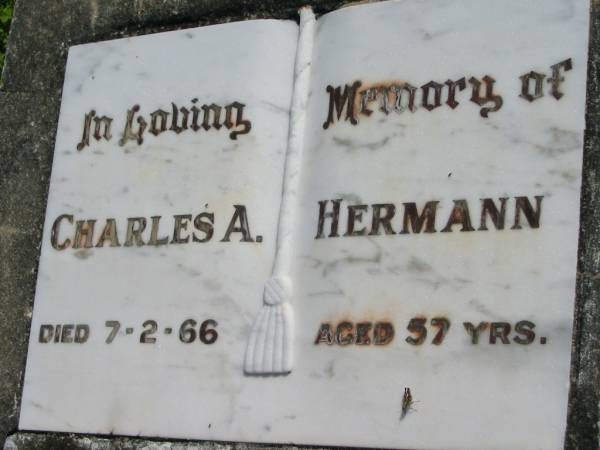 In Loving Memory of
CHARLES A. HERMANN
DIED 7-2-66 AGED 57 YRS.